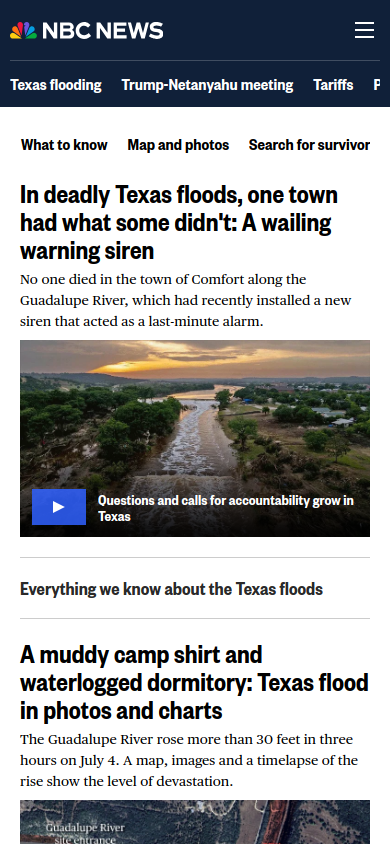 NBC NEWS
Texas flooding Trump-Netanyahu meeting Tariffs
What to know Map and photos Search for survivor
In deadly Texas floods, one town
had what some didn't: A wailing
warning siren
No one died in the town of Comfort along the
Guadalupe River, which had recently installed a new
siren that acted as a last-minute alarm.
Questions and calls for accountability grow in
Texas
Everything we know about the Texas floods
A muddy camp shirt and
waterlogged dormitory: Texas flood
in photos and charts
The Guadalupe River rose more than 30 feet in three
hours on July 4. A map, images and a timelapse of the
rise show the level of devastation.
Guadalupe River
site entrance